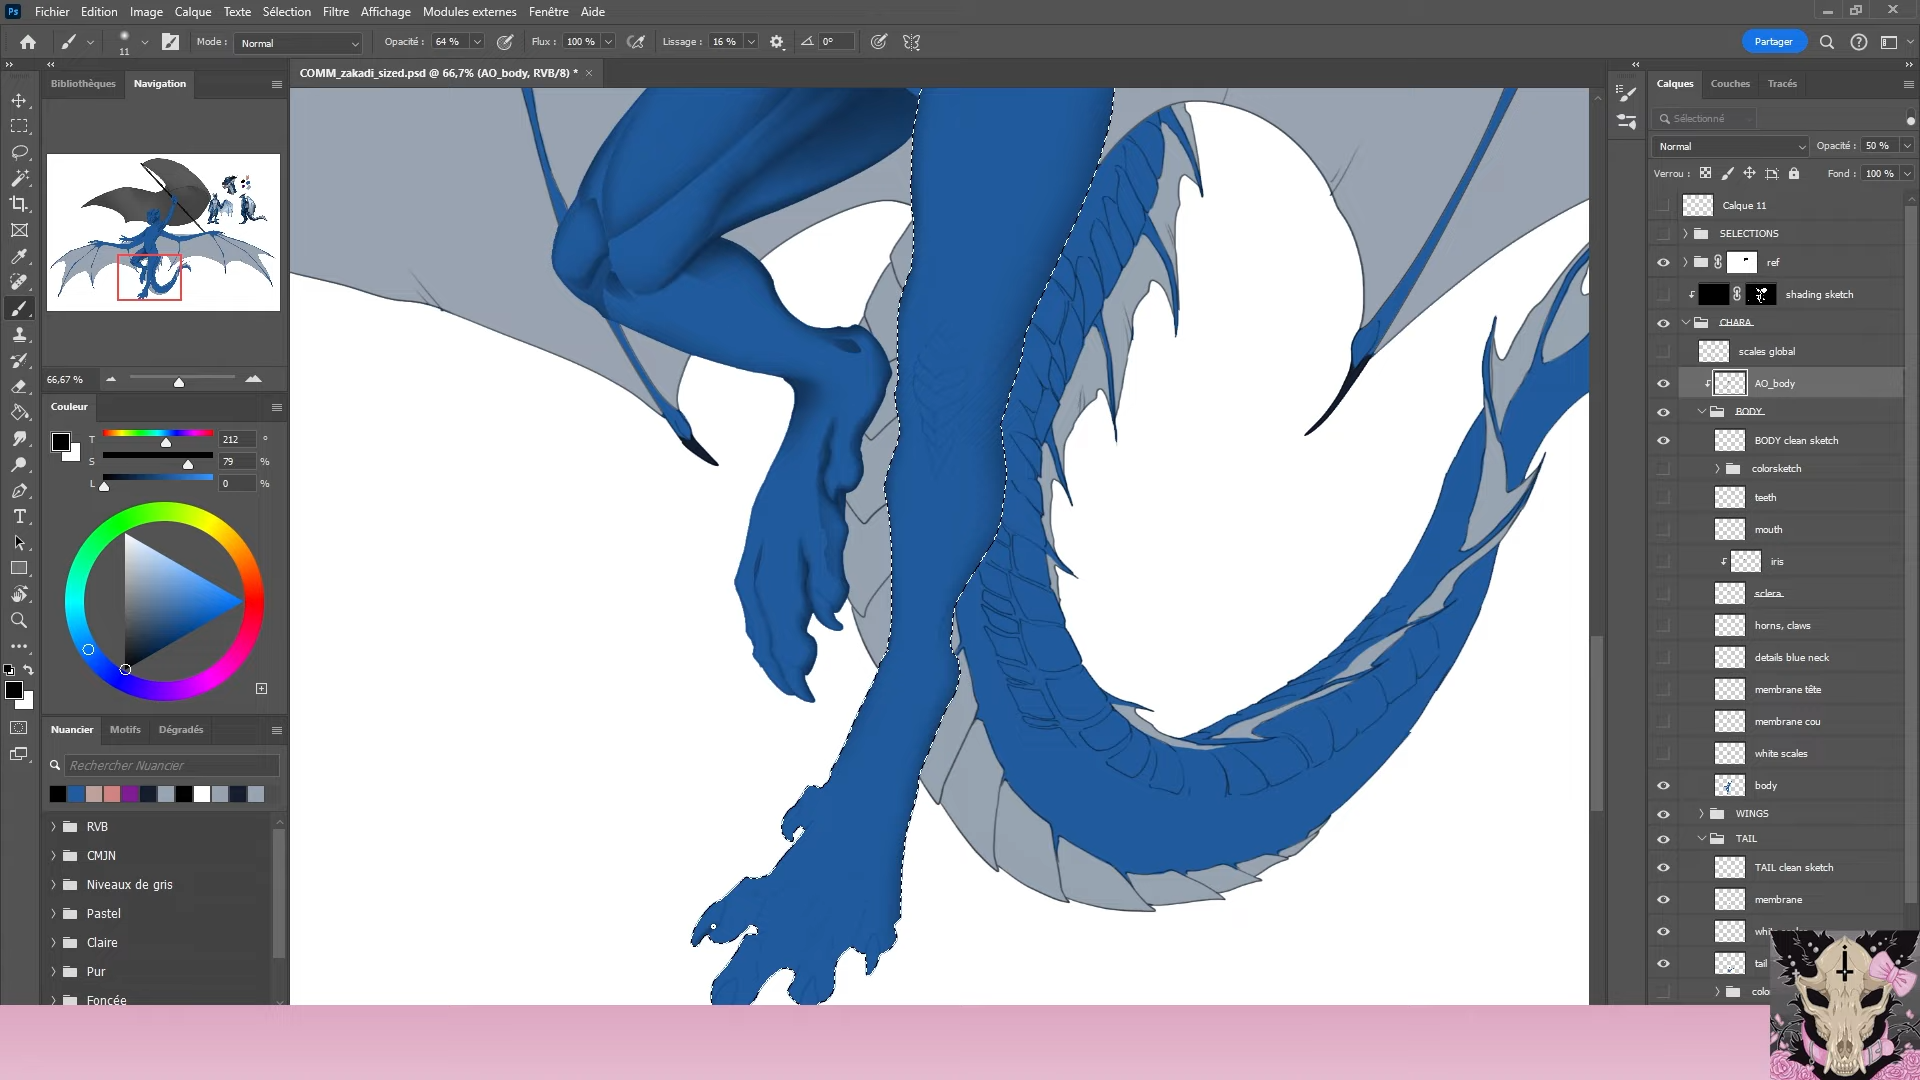 Ps Fichier Edition Image Calque Texte Sélection Filtre Affichage Modules externes Fenêtre Aide
11 Mode : Normal Opacité : 64 % Flux : 100 % Lissage : 16 % 0° Partager
Bibliothèques Navigation
COMM_zakadi_sized.psd @ 66,7% (AO_body, RVB/8) *
Calques Couches Tracés
Sélectionné
Normal Opacité : 50 %
Verrou : Fond : 100 %
Calque 11
SELECTIONS
ref
shading sketch
CHARA
scales global
AO_body
BODY
BODY clean sketch
colorsketch
teeth
mouth
iris
sclera
horns, claws
details blue neck
membrane tête
membrane cou
white scales
body
WINGS
TAIL
TAIL clean sketch
membrane
tail
66,67 %
Couleur
T 212 °
S 79 %
L 0 %
Nuancier Motifs Dégradés
Rechercher Nuancier
RVB
CMJN
Niveaux de gris
Pastel
Claire
Pur
Foncée